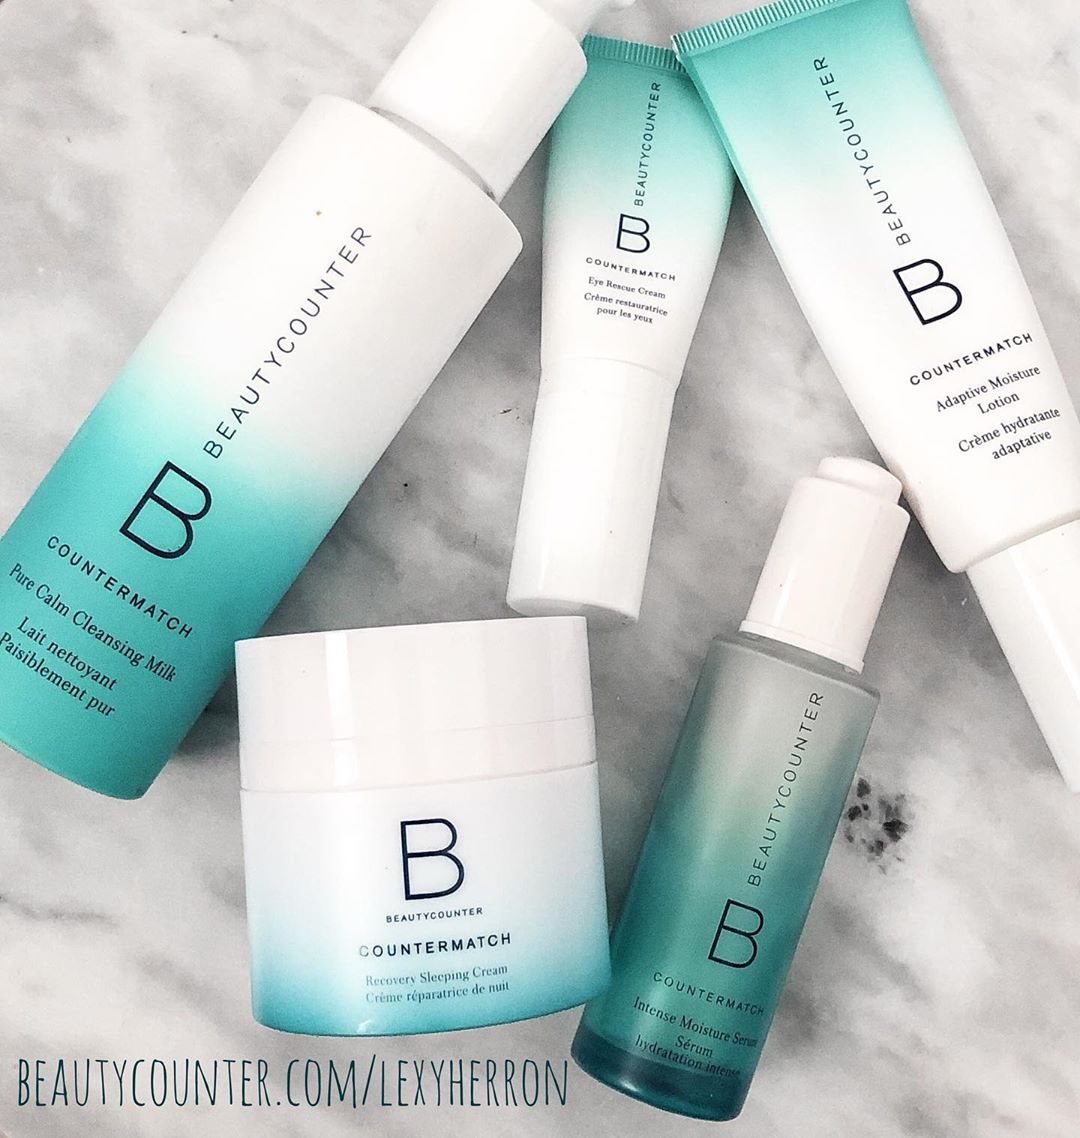 BEAUTYCOUNTER
B
COUNTERMATCH
Pure Calm Cleansing Milk
Lait nettoyant
Paisiblement pur
BEAUTYCOUNTER
B
COUNTERMATCH
Eye Rescue Cream
Crème restauratrice
pour les yeux
BEAUTYCOUNTER
B
COUNTERMATCH
Adaptive Moisture
Lotion
Crème hydratante
adaptative
B
BEAUTYCOUNTER
COUNTERMATCH
Recovery Sleeping Cream
Crème réparatrice de nuit
BEAUTYCOUNTER
B
COUNTERMATCH
Intense Moisture Serum
Sérum
hydratation intense
BEAUTYCOUNTER.COM/LEXYHERRON